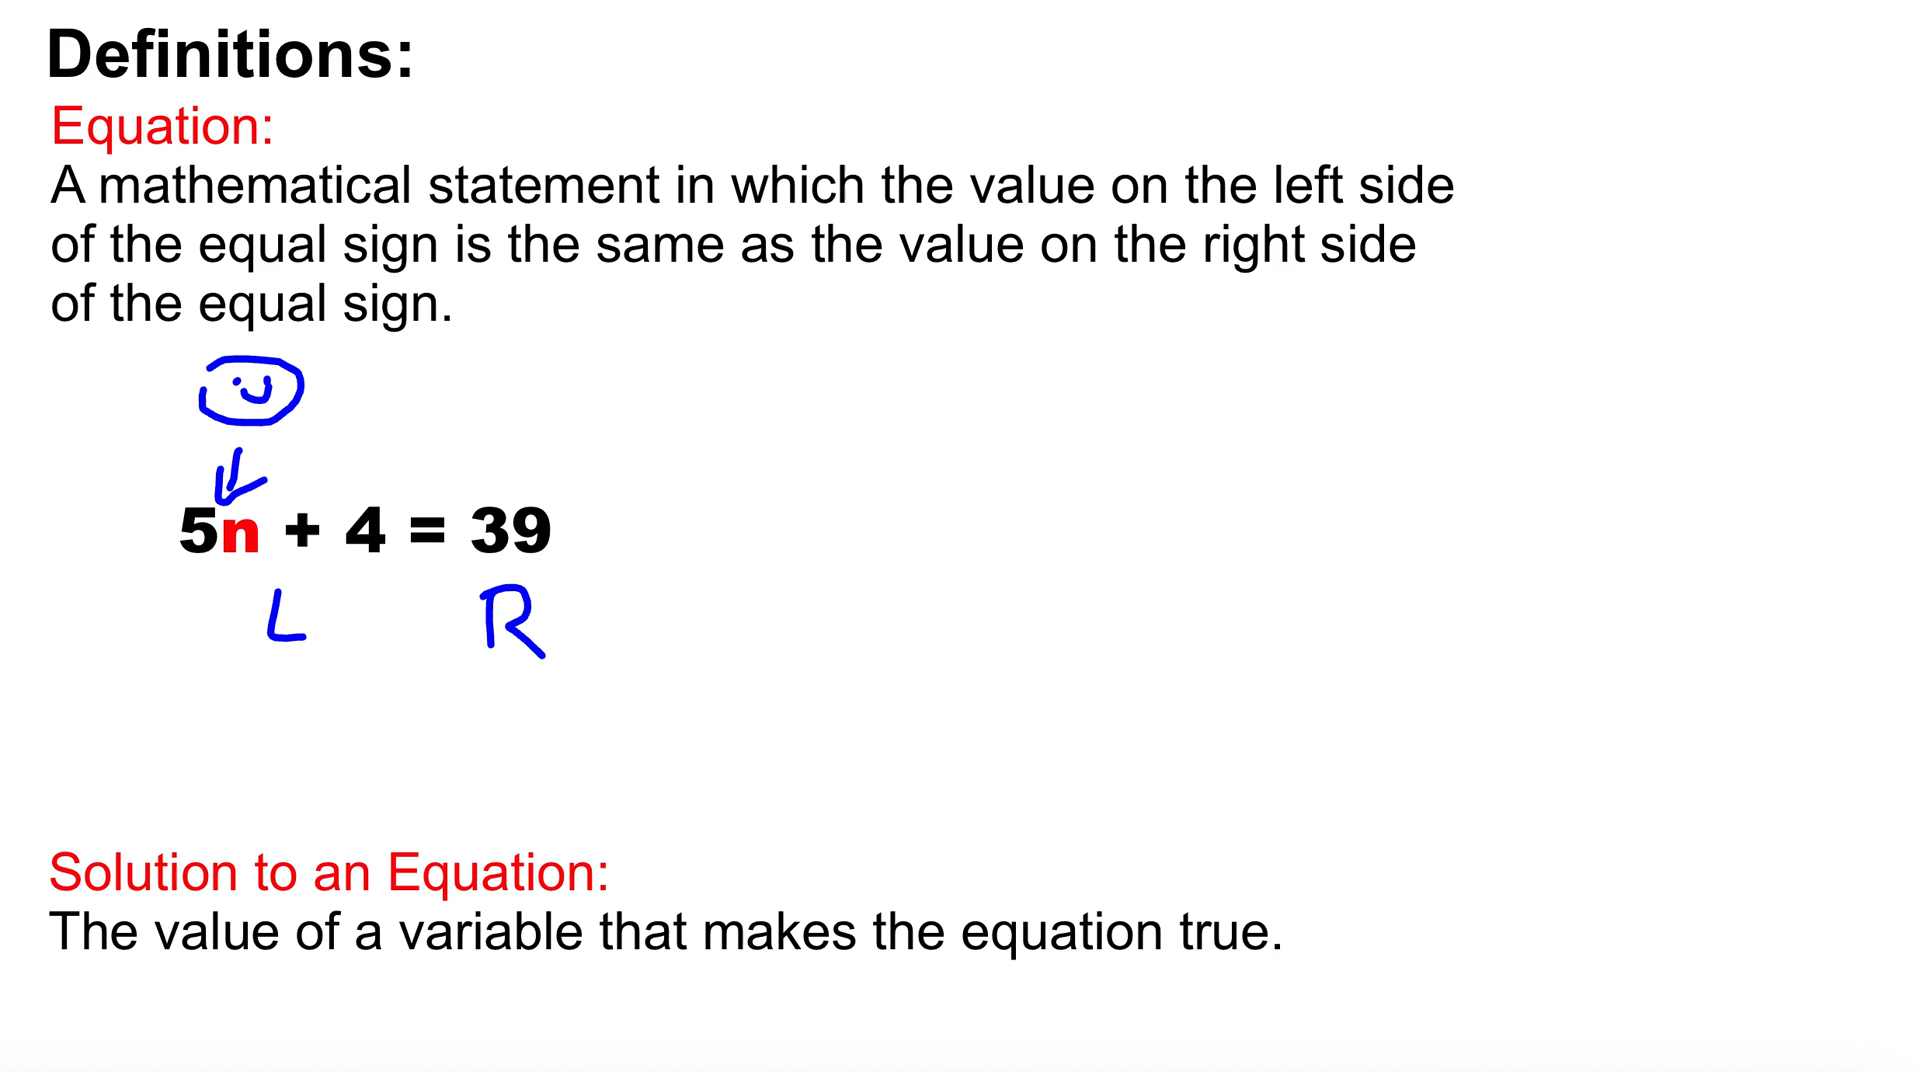 Definitions:
Equation:
A mathematical statement in which the value on the left side
of the equal sign is the same as the value on the right side
of the equal sign.
5n + 4 = 39
L R
Solution to an Equation:
The value of a variable that makes the equation true.